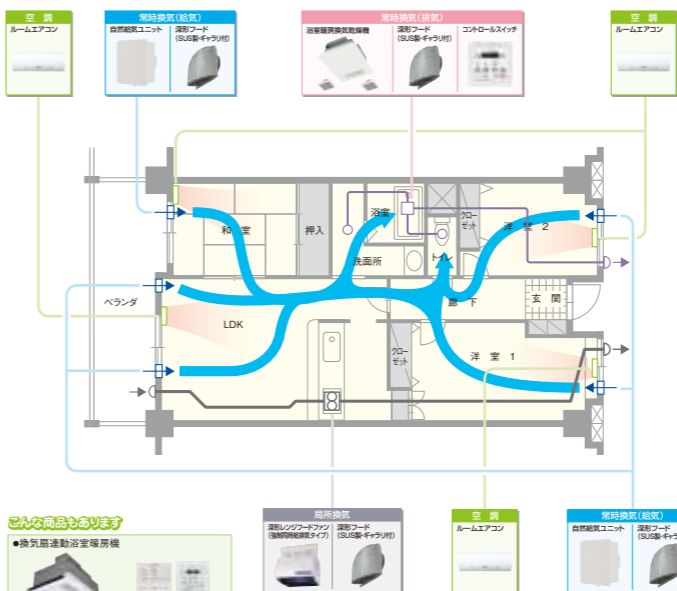 空 調
ルームエアコン
常時換気(給気)
自然給気ユニット
深形フード
(SUS製・ギャラリ付)
常時換気(排気)
浴室暖房換気乾燥機
深形フード
(SUS製・ギャラリ付)
コントロールスイッチ
空 調
ルームエアコン
和 室
押入
浴室
洗面所
トイレ
クロー
ゼット
洋 室 2
ベランダ
LDK
廊 下
玄 関
クロー
ゼット
洋 室 1
こんな商品もあります
●換気扇連動浴室暖房機
局所換気
深形レンジフードファン
(強制同時給排気タイプ)
深形フード
(SUS製・ギャラリ付)
空 調
ルームエアコン
常時換気(給気)
自然給気ユニット
深形フード
(SUS製・ギャラ